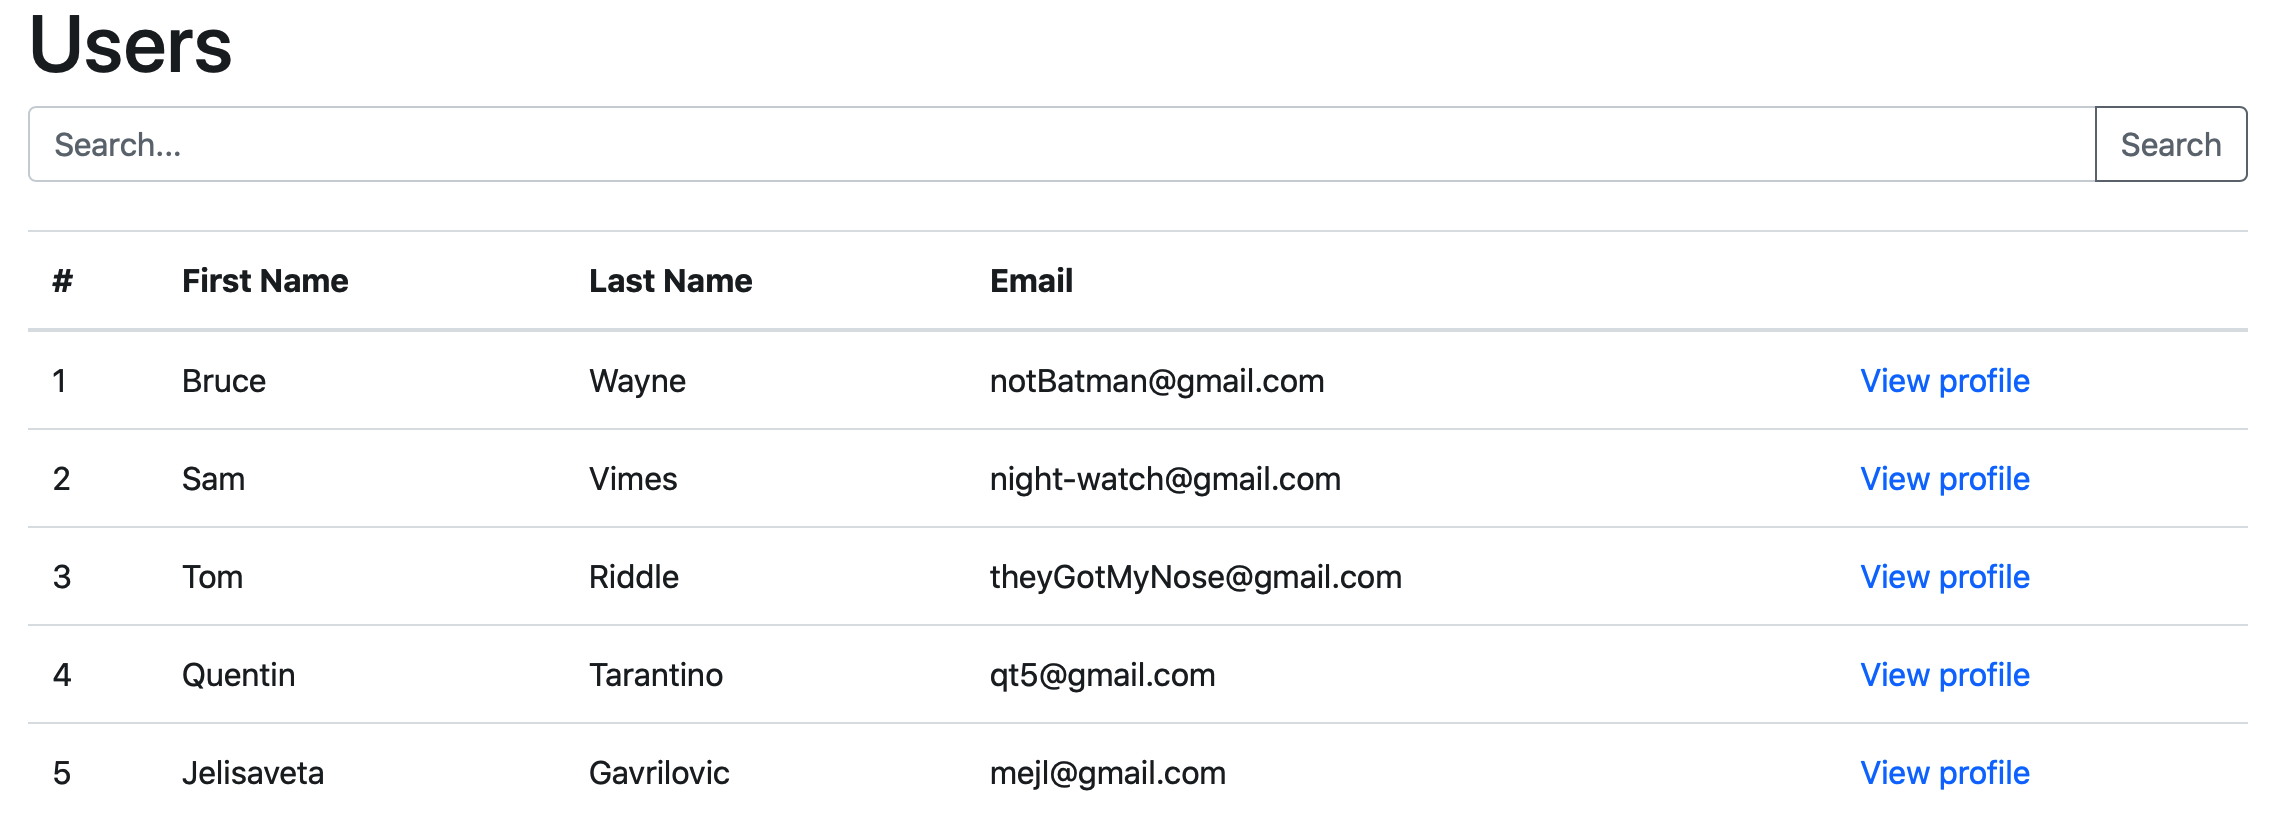 Users
Search...
Search
# First Name Last Name Email
1 Bruce Wayne notBatman@gmail.com View profile
2 Sam Vimes night-watch@gmail.com View profile
3 Tom Riddle theyGotMyNose@gmail.com View profile
4 Quentin Tarantino qt5@gmail.com View profile
5 Jelisaveta Gavrilovic mejl@gmail.com View profile